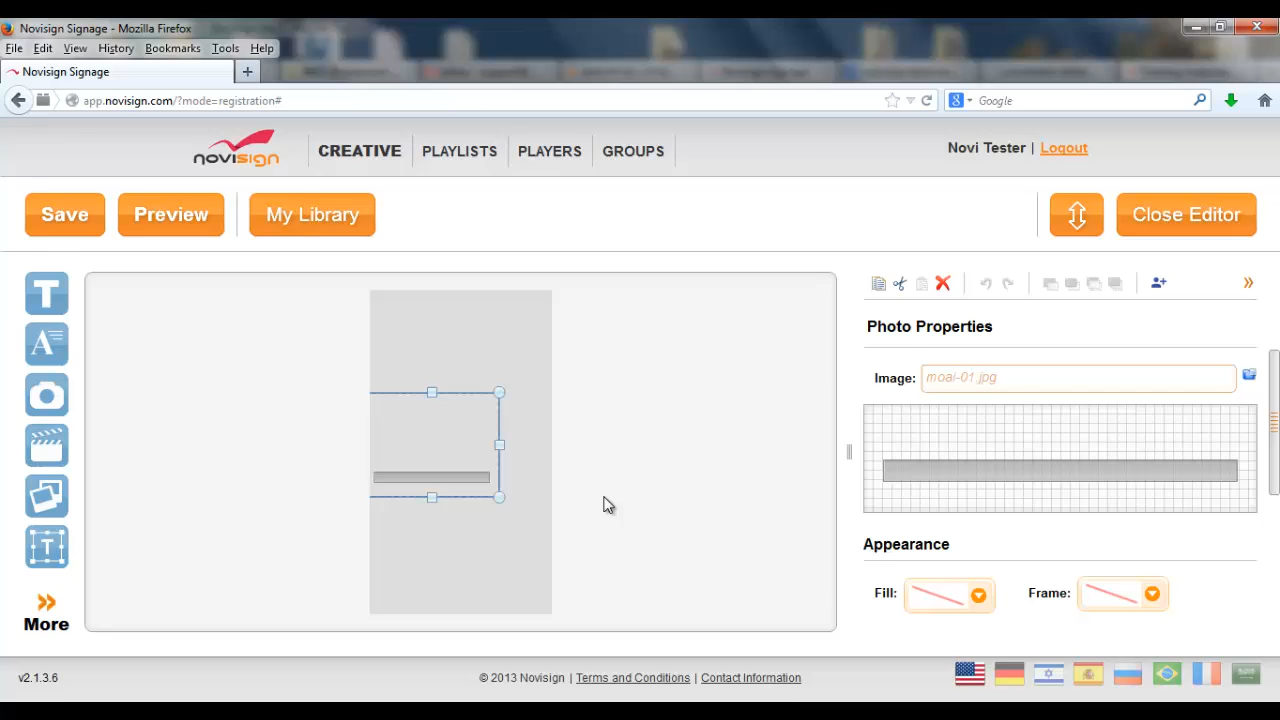 Novisign Signage - Mozilla Firefox
File Edit View History Bookmarks Tools Help
Novisign Signage
app.novisign.com/?mode=registration#
Google
novisign
CREATIVE PLAYLISTS PLAYERS GROUPS
Novi Tester | Logout
Save Preview My Library Close Editor
T
A
T
More
Photo Properties
Image: moai-01.jpg
Appearance
Fill: Frame:
v2.1.3.6
© 2013 Novisign | Terms and Conditions | Contact Information